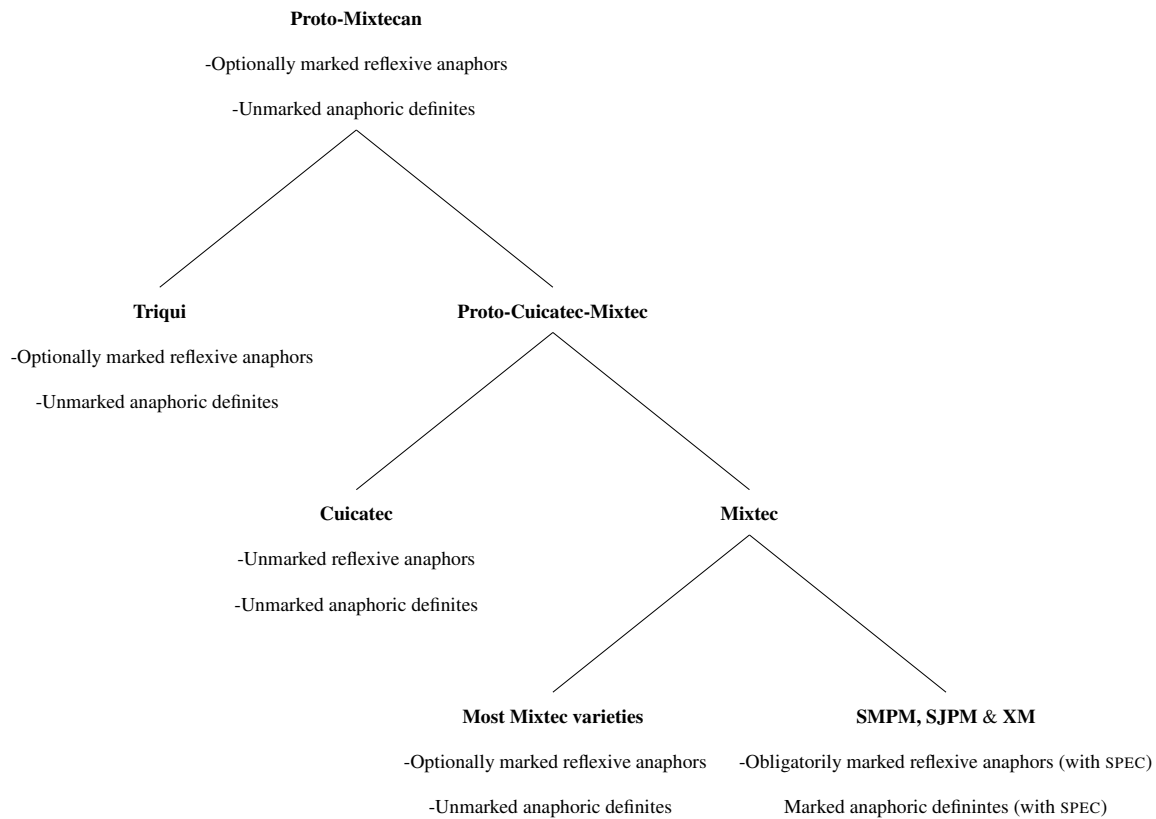 Proto-Mixtecan
-Optionally marked reflexive anaphors
-Unmarked anaphoric definites
Triqui
-Optionally marked reflexive anaphors
-Unmarked anaphoric definites
Proto-Cuicatec-Mixtec
Cuicatec
-Unmarked reflexive anaphors
-Unmarked anaphoric definites
Mixtec
Most Mixtec varieties
-Optionally marked reflexive anaphors
-Unmarked anaphoric definites
SMPM, SJPM & XM
-Obligatorily marked reflexive anaphors (with SPEC)
Marked anaphoric definintes (with SPEC)